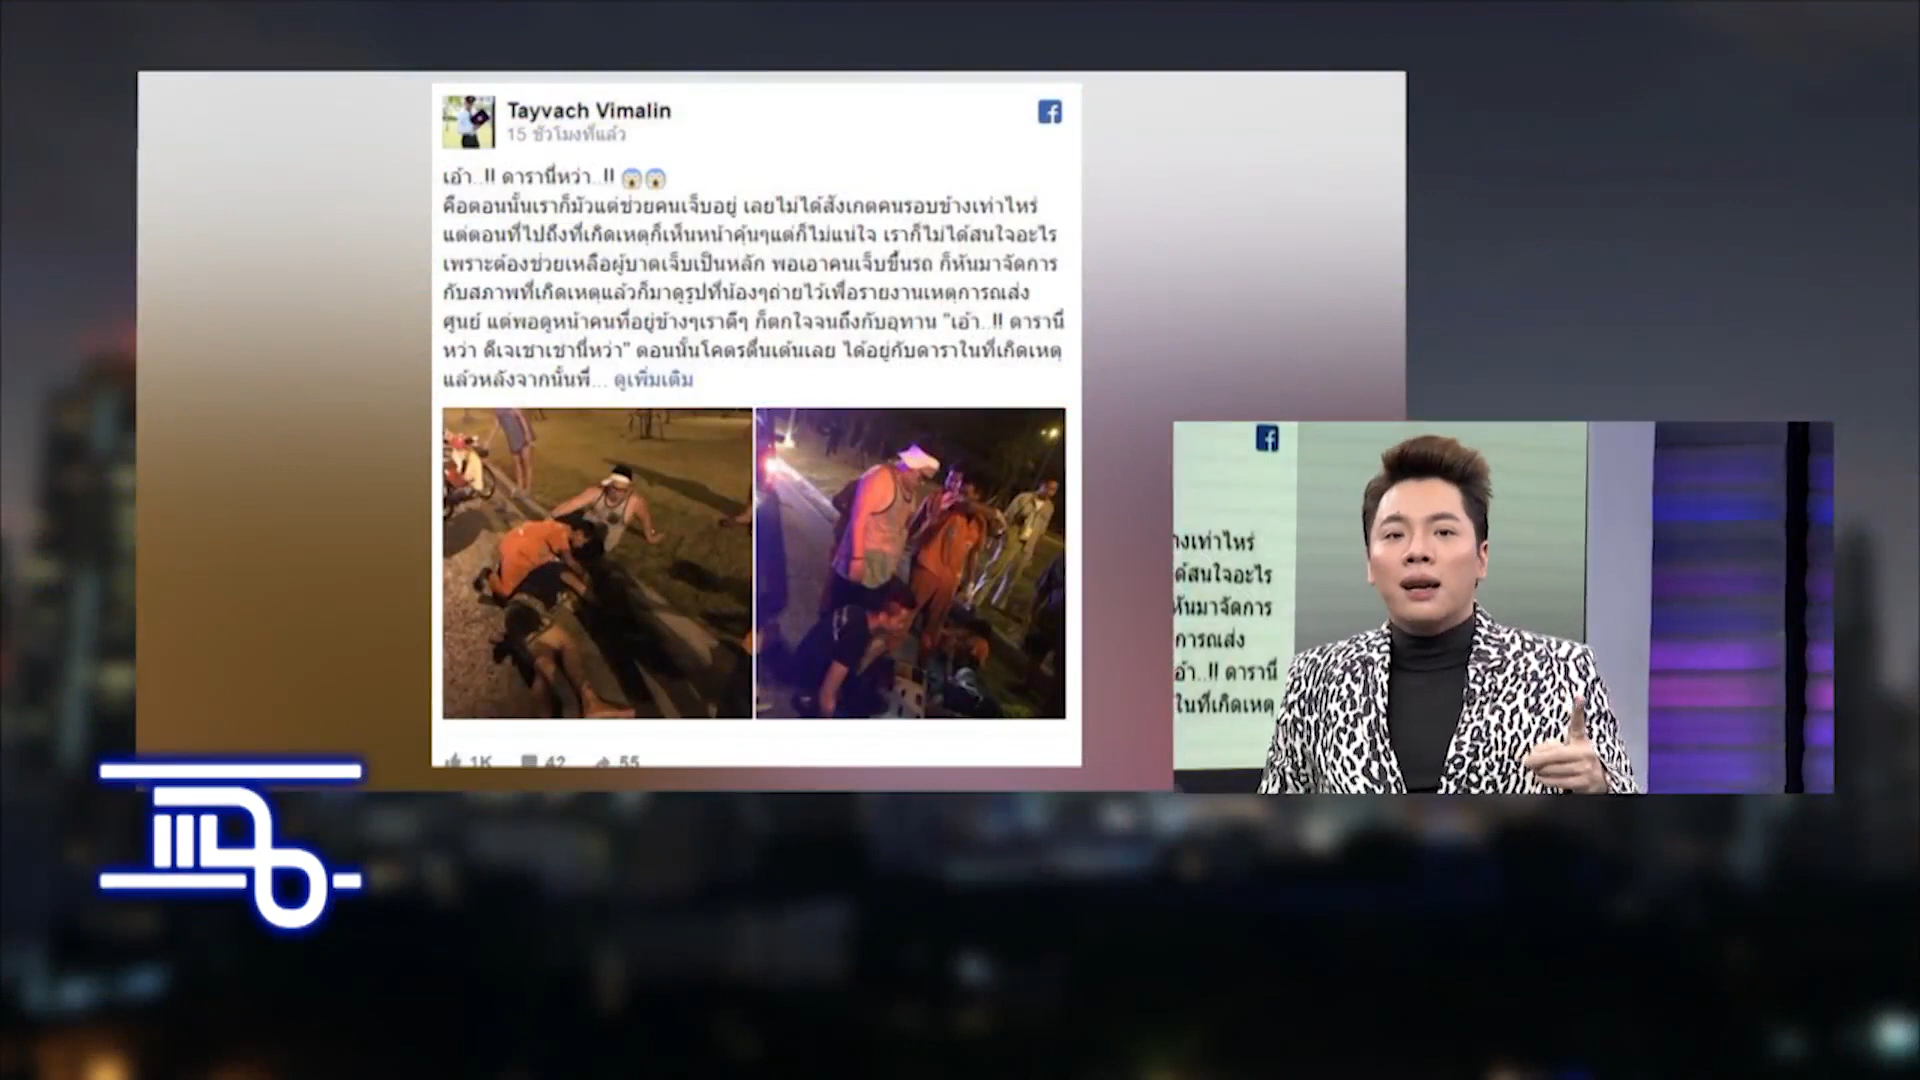 Tayvach Vimalin
15 ชั่วโมงที่แล้ว
เอ้า..!! ดารานี่หว่า..!! 😱😱
คือตอนนั้นเราก็มัวแต่ช่วยคนเจ็บอยู่ เลยไม่ได้สังเกตคนรอบข้างเท่าไหร่
แต่ตอนที่ไปถึงที่เกิดเหตุก็เห็นหน้าคุ้นๆแต่ก็ไม่แน่ใจ เราก็ไม่ได้สนใจอะไร
เพราะต้องช่วยเหลือผู้บาดเจ็บเป็นหลัก พอเอาคนเจ็บขึ้นรถ ก็หันมาจัดการ
กับสภาพที่เกิดเหตุแล้วก็มาดูรูปที่น้องๆถ่ายไว้เพื่อรายงานเหตุการณส่ง
ศูนย์ แต่พอดูหน้าคนที่อยู่ข้างๆเราดีๆ ก็ตกใจจนถึงกับอุทาน "เอ้า..!! ดารานี่
หว่า ดีเจเชาเชานี่หว่า" ตอนนั้นโคตรตื่นเต้นเลย ได้อยู่กับดาราในที่เกิดเหตุ
แล้วหลังจากนั้นพี่... ดูเพิ่มเติม
1K 42 55
างเท่าไหร่
ด้สนใจอะไร
หันมาจัดการ
การณส่ง
อ้า..!! ดารานี่
ในที่เกิดเหตุ
แฉ